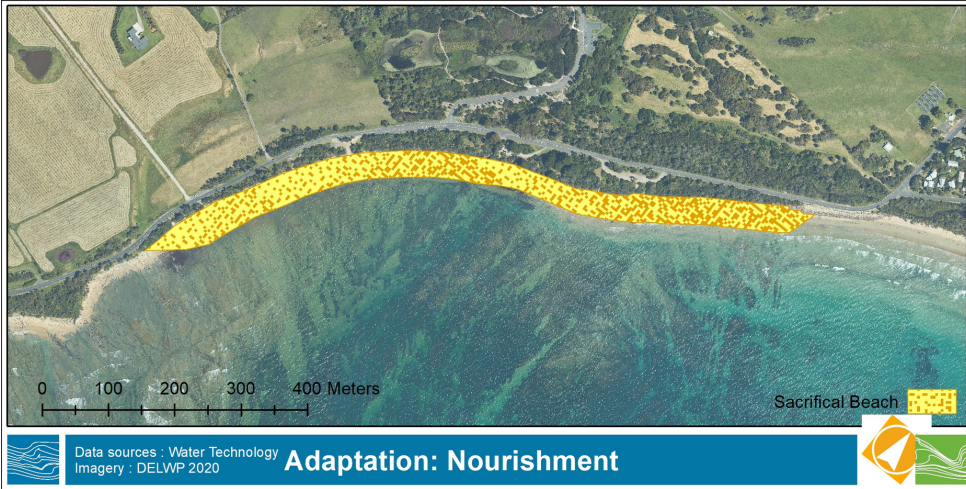 0 100 200 300 400 Meters
Sacrifical Beach
Data sources : Water Technology
Imagery : DELWP 2020
Adaptation: Nourishment